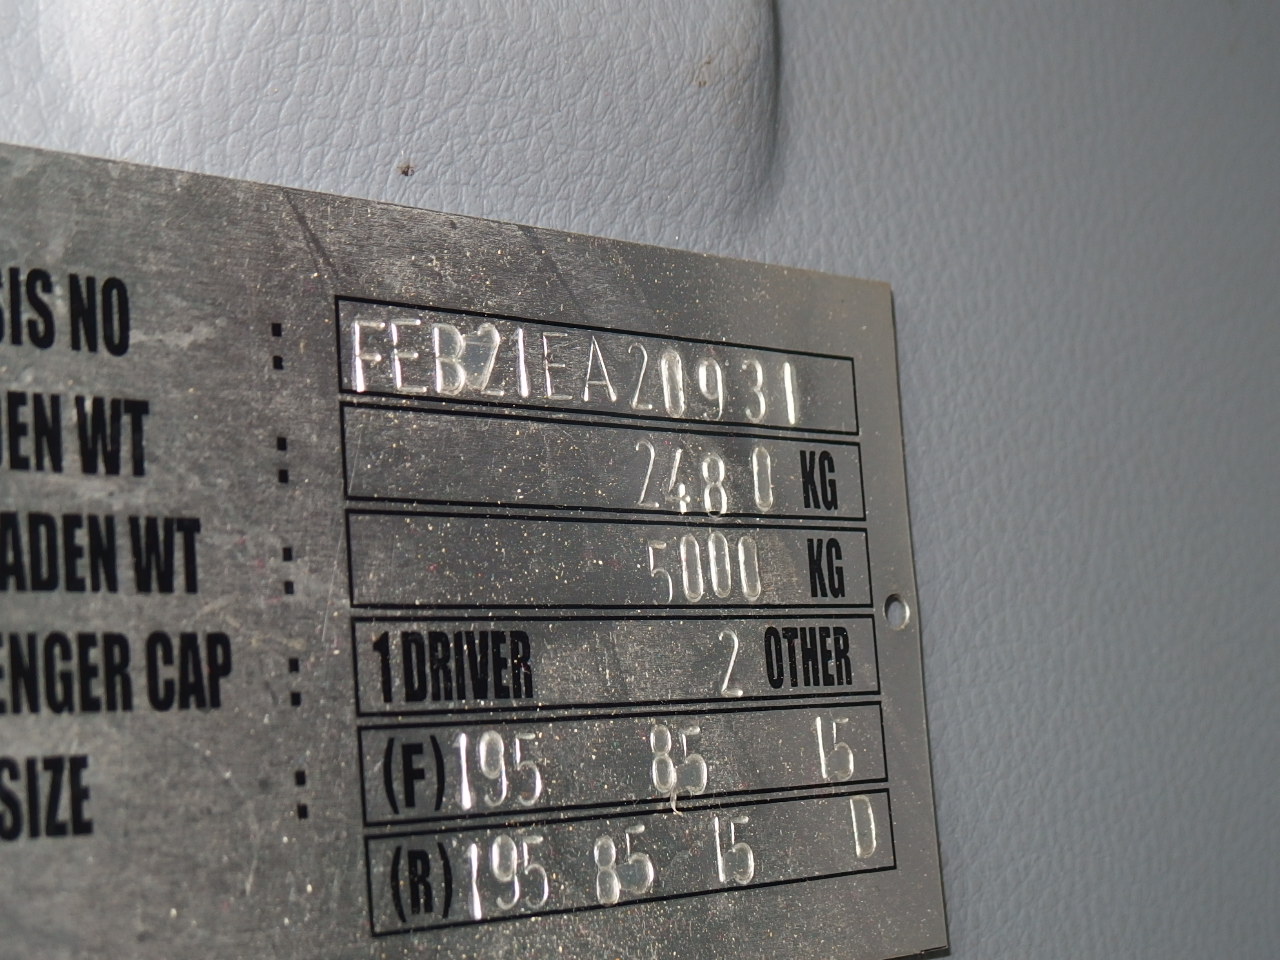 SIS NO : FEB21EA20931
DEN WT : 2480 KG
ADEN WT : 5000 KG
ENGER CAP : 1 DRIVER 2 OTHER
SIZE : (F) 195 85 15
(R) 195 85 15 D